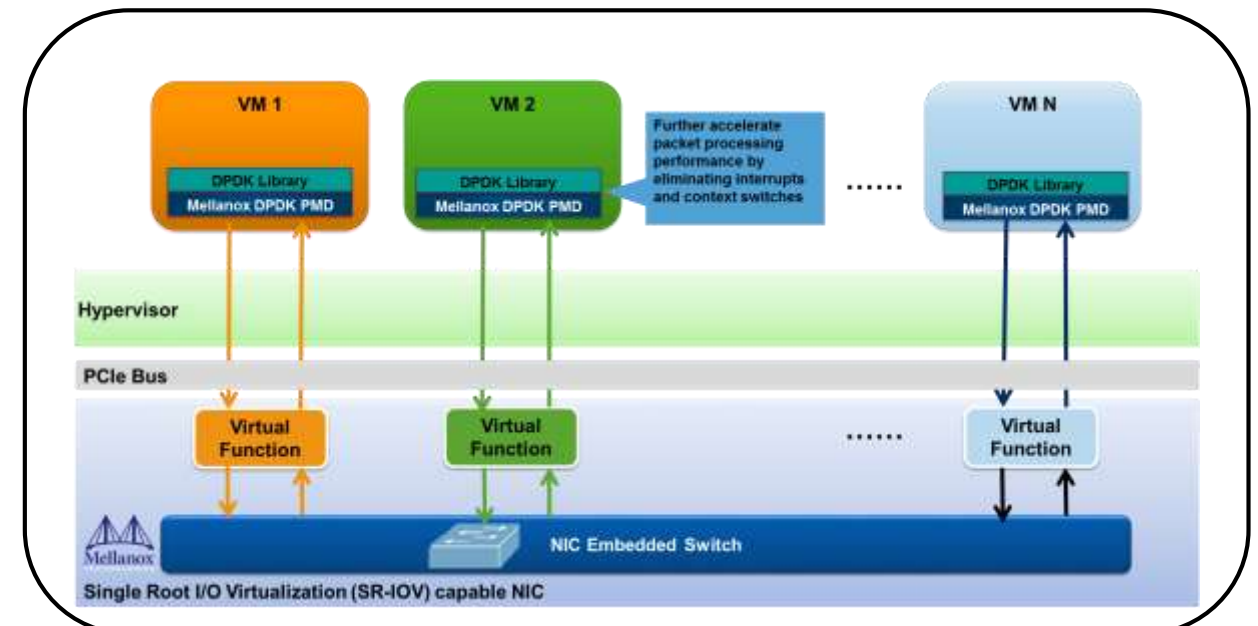 VM 1
VM 2
VM N
Further accelerate
packet processing
performance by
eliminating interrupts
and context switches
......
DPDK Library
Mellanox DPDK PMD
DPDK Library
Mellanox DPDK PMD
DPDK Library
Mellanox DPDK PMD
Hypervisor
PCIe Bus
Virtual
Function
Virtual
Function
......
Virtual
Function
Mellanox
NIC Embedded Switch
Single Root I/O Virtualization (SR-IOV) capable NIC